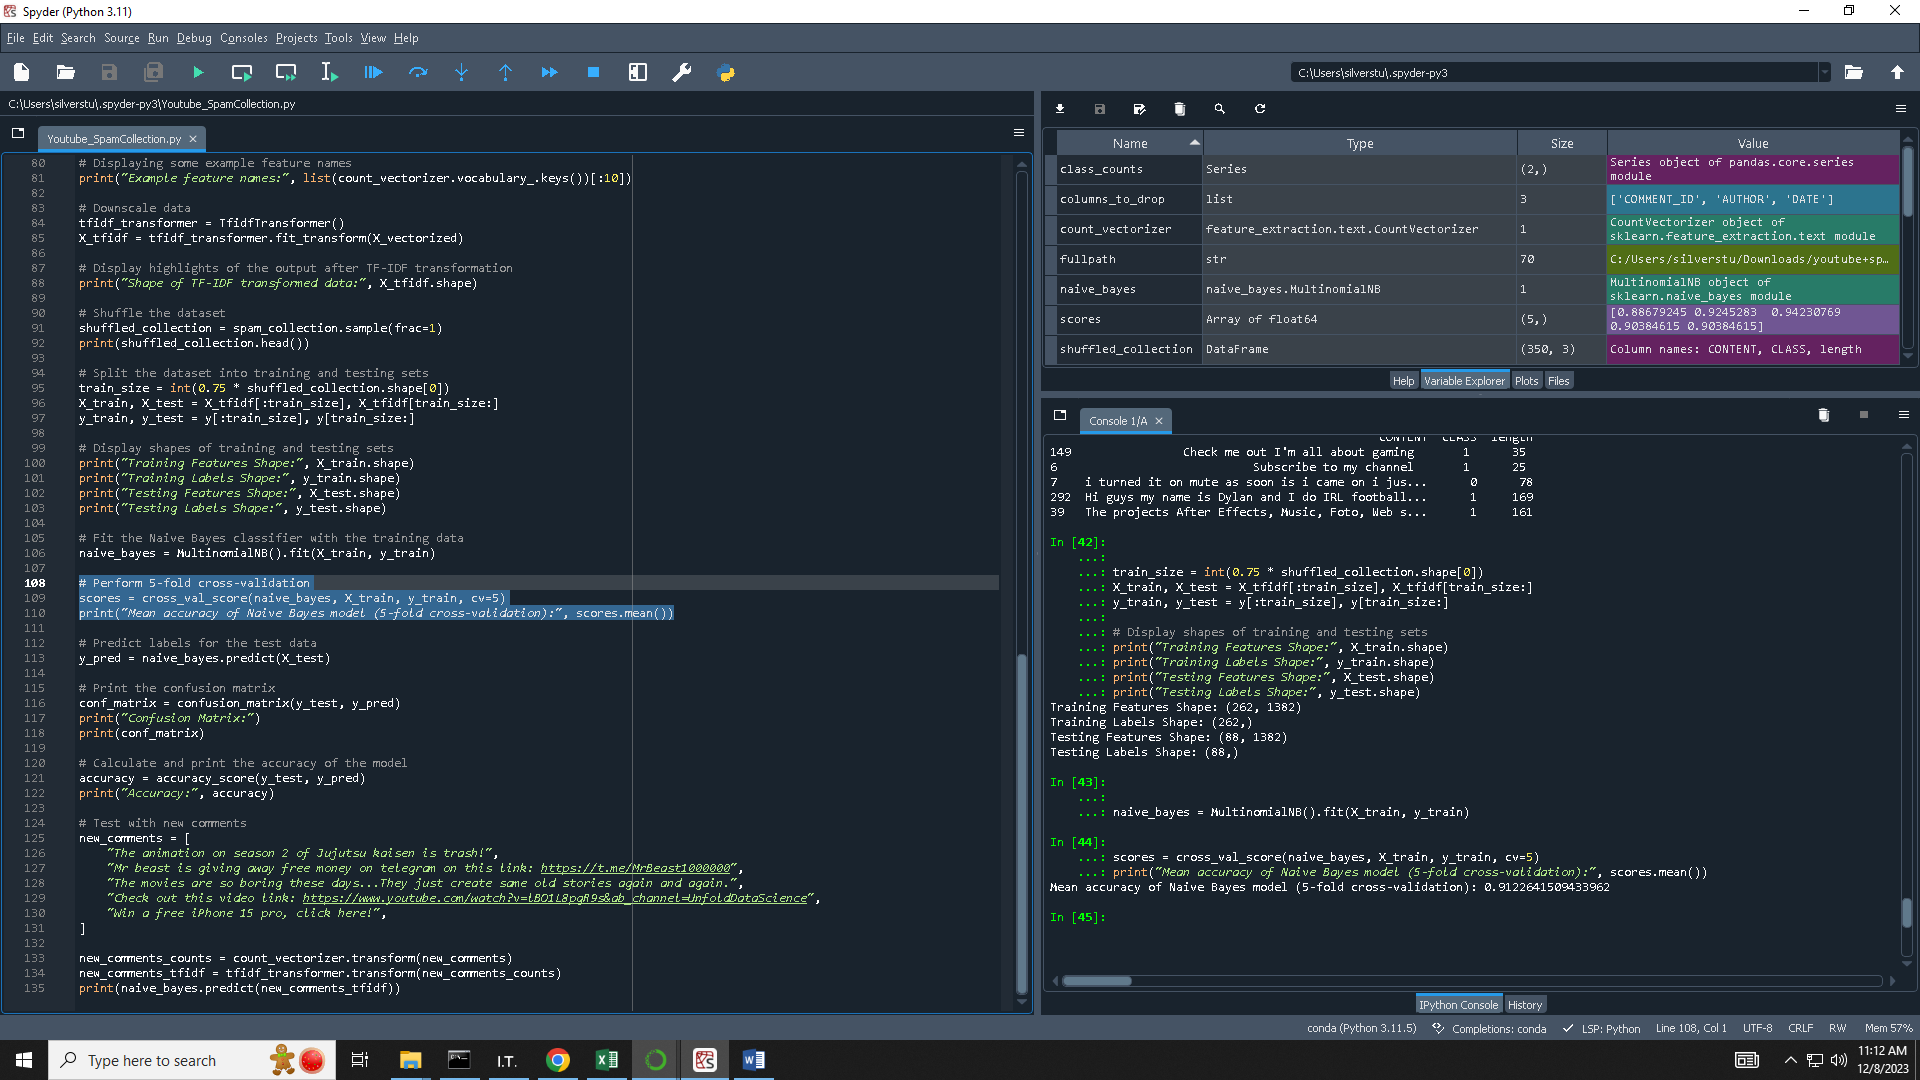 Spyder (Python 3.11)
File Edit Search Source Run Debug Consoles Projects Tools View Help
C:\Users\silverstu\.spyder-py3
C:\Users\silverstu\.spyder-py3\Youtube_SpamCollection.py
Youtube_SpamCollection.py
80 # Displaying some example feature names
81 print("Example feature names:", list(count_vectorizer.vocabulary_.keys())[:10])
82
83 # Downscale data
84 tfidf_transformer = TfidfTransformer()
85 X_tfidf = tfidf_transformer.fit_transform(X_vectorized)
86
87 # Display highlights of the output after TF-IDF transformation
88 print("Shape of TF-IDF transformed data:", X_tfidf.shape)
89
90 # Shuffle the dataset
91 shuffled_collection = spam_collection.sample(frac=1)
92 print(shuffled_collection.head())
93
94 # Split the dataset into training and testing sets
95 train_size = int(0.75 * shuffled_collection.shape[0])
96 X_train, X_test = X_tfidf[:train_size], X_tfidf[train_size:]
97 y_train, y_test = y[:train_size], y[train_size:]
98
99 # Display shapes of training and testing sets
100 print("Training Features Shape:", X_train.shape)
101 print("Training Labels Shape:", y_train.shape)
102 print("Testing Features Shape:", X_test.shape)
103 print("Testing Labels Shape:", y_test.shape)
104
105 # Fit the Naive Bayes classifier with the training data
106 naive_bayes = MultinomialNB().fit(X_train, y_train)
107
108 # Perform 5-fold cross-validation
109 scores = cross_val_score(naive_bayes, X_train, y_train, cv=5)
110 print("Mean accuracy of Naive Bayes model (5-fold cross-validation):", scores.mean())
111
112 # Predict labels for the test data
113 y_pred = naive_bayes.predict(X_test)
114
115 # Print the confusion matrix
116 conf_matrix = confusion_matrix(y_test, y_pred)
117 print("Confusion Matrix:")
118 print(conf_matrix)
119
120 # Calculate and print the accuracy of the model
121 accuracy = accuracy_score(y_test, y_pred)
122 print("Accuracy:", accuracy)
123
124 # Test with new comments
125 new_comments = [
126 "The animation on season 2 of Jujutsu kaisen is trash!",
127 "Mr beast is giving away free money on telegram on this link: https://t.me/MrBeast1000000",
128 "The movies are so boring these days...They just create same old stories again and again.",
129 "Check out this video link: https://www.youtube.com/watch?v=lBO1L8pgR9s&ab_channel=UnfoldDataScience",
130 "Win a free iPhone 15 pro, click here!",
131 ]
132
133 new_comments_counts = count_vectorizer.transform(new_comments)
134 new_comments_tfidf = tfidf_transformer.transform(new_comments_counts)
135 print(naive_bayes.predict(new_comments_tfidf))
Name Type Size Value
class_counts Series (2,) Series object of pandas.core.series module
columns_to_drop list 3 ['COMMENT_ID', 'AUTHOR', 'DATE']
count_vectorizer feature_extraction.text.CountVectorizer 1 CountVectorizer object of sklearn.feature_extraction.text module
fullpath str 70 C:/Users/silverstu/Downloads/youtube+sp…
naive_bayes naive_bayes.MultinomialNB 1 MultinomialNB object of sklearn.naive_bayes module
scores Array of float64 (5,) [0.88679245 0.9245283 0.94230769 0.90384615 0.90384615]
shuffled_collection DataFrame (350, 3) Column names: CONTENT, CLASS, length
Help Variable Explorer Plots Files
Console 1/A
CONTENT CLASS length
149 Check me out I'm all about gaming 1 35
6 Subscribe to my channel 1 25
7 i turned it on mute as soon is i came on i jus... 0 78
292 Hi guys my name is Dylan and I do IRL football... 1 169
39 The projects After Effects, Music, Foto, Web s... 1 161
In [42]:
...:
...: train_size = int(0.75 * shuffled_collection.shape[0])
...: X_train, X_test = X_tfidf[:train_size], X_tfidf[train_size:]
...: y_train, y_test = y[:train_size], y[train_size:]
...:
...: # Display shapes of training and testing sets
...: print("Training Features Shape:", X_train.shape)
...: print("Training Labels Shape:", y_train.shape)
...: print("Testing Features Shape:", X_test.shape)
...: print("Testing Labels Shape:", y_test.shape)
Training Features Shape: (262, 1382)
Training Labels Shape: (262,)
Testing Features Shape: (88, 1382)
Testing Labels Shape: (88,)
In [43]:
...:
...: naive_bayes = MultinomialNB().fit(X_train, y_train)
In [44]:
...: scores = cross_val_score(naive_bayes, X_train, y_train, cv=5)
...: print("Mean accuracy of Naive Bayes model (5-fold cross-validation):", scores.mean())
Mean accuracy of Naive Bayes model (5-fold cross-validation): 0.9122641509433962
In [45]:
IPython Console History
conda (Python 3.11.5) Completions: conda LSP: Python Line 108, Col 1 UTF-8 CRLF RW Mem 57%
Type here to search I.T. 11:12 AM
12/8/2023